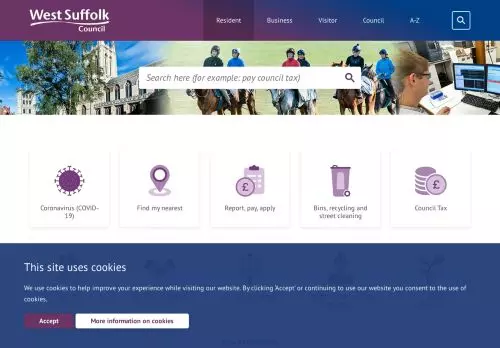 West Suffolk
Council
Resident Business Visitor Council A-Z
Search here (for example: pay council tax)
Coronavirus (COVID-
19)
Find my nearest
Report, pay, apply
Bins, recycling and
street cleaning
Council Tax
This site uses cookies
We use cookies to help improve your experience while visiting our website. By clicking 'Accept' or continuing to use our website you consent to the use of
cookies.
Accept More information on cookies